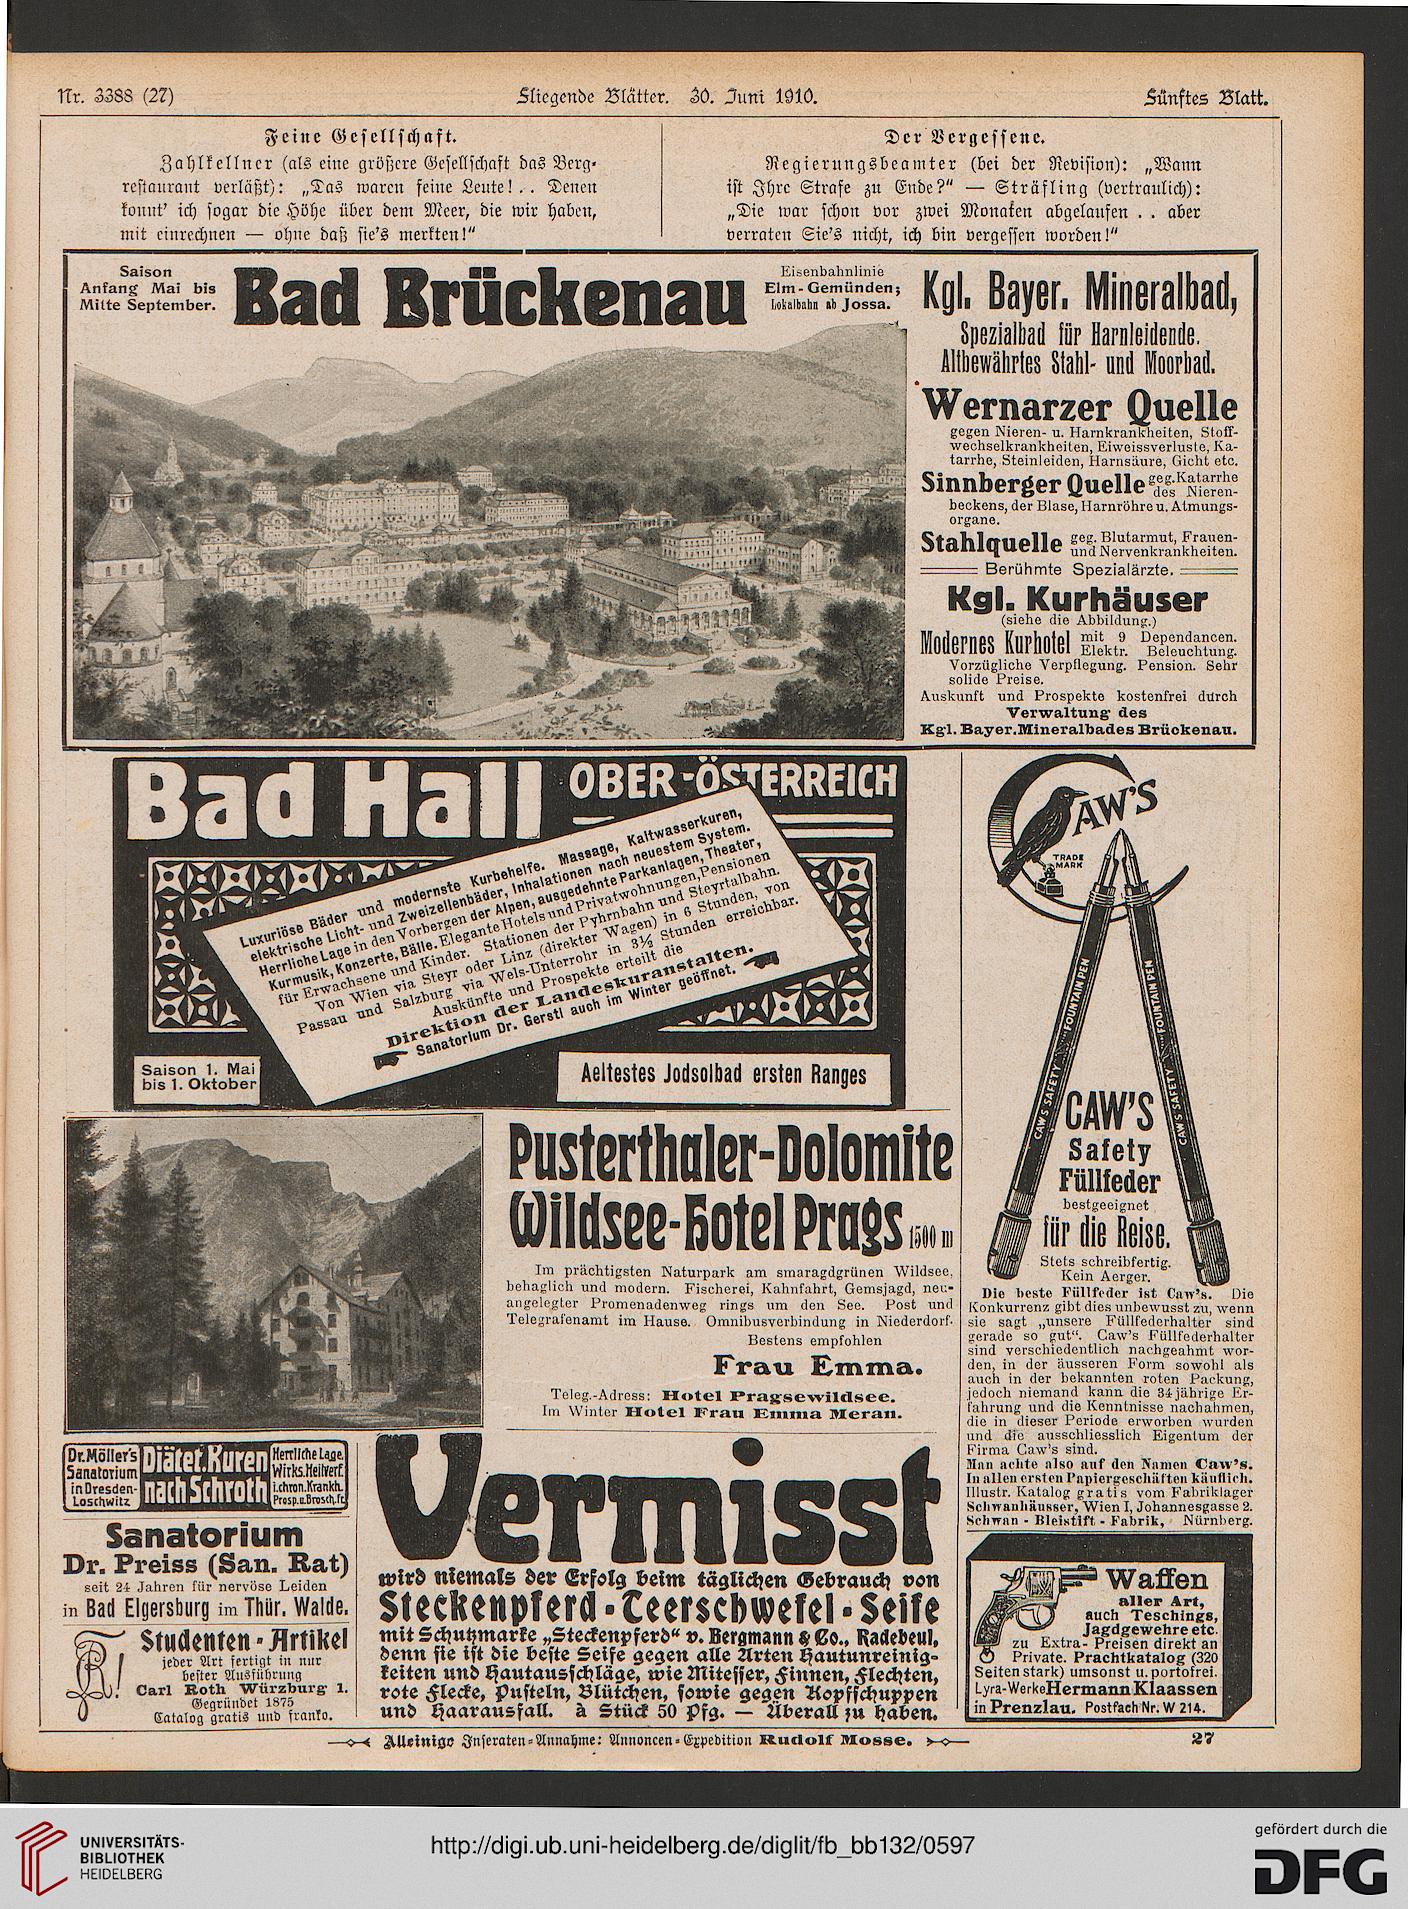 Nr. 3388 (27)
Fliegende Blätter. 30. Juni 1910.
Fünftes Blatt.
Feine Gesellschaft.
Zahlkellner (als eine größere Gesellschaft das Berg-
restaurant verläßt): „Das waren feine Leute!.. Denen
konnt' ich sogar die Höhe über dem Meer, die wir haben,
mit einrechnen — ohne daß sie's merkten!“
Der Vergessene.
Regierungsbeamter (bei der Revision): „Wann
ist Ihre Strafe zu Ende?“ — Sträfling (vertraulich):
„Die war schon vor zwei Monaten abgelaufen . . aber
verraten Sie's nicht, ich bin vergessen worden!“
Saison
Anfang Mai bis
Mitte September.
Bad Brückenau
Eisenbahnlinie
Elm-Gemünden;
Lokalbahn ab Jossa.
Kgl. Bayer. Mineralbad,
Spezialbad für Harnleidende.
Altbewährtes Stahl- und Moorbad.
Wernarzer Quelle
gegen Nieren- u. Harnkrankheiten, Stoff-
wechselkrankheiten, Eiweissverluste, Ka-
tarrhe, Steinleiden, Harnsäure, Gicht etc.
Sinnberger Quelle geg. Katarrhe
des Nieren-
beckens, der Blase, Harnröhre u. Atmungs-
organe.
Stahlquelle geg. Blutarmut, Frauen-
und Nervenkrankheiten.
Berühmte Spezialärzte.
Kgl. Kurhäuser
(siehe die Abbildung.)
Modernes Kurhotel mit 9 Dependancen.
Elektr. Beleuchtung.
Vorzügliche Verpflegung. Pension. Sehr
solide Preise.
Auskunft und Prospekte kostenfrei durch
Verwaltung des
Kgl. Bayer. Mineralbades Brückenau.
Bad Hall OBER-ÖSTERREICH
Luxuriöse Bäder und modernste Kurbehelfe. Massage, Kaltwasserkuren,
elektrische Licht- und Zweizellenbäder, Inhalationen nach neuestem System.
Herrliche Lage in den Vorbergen der Alpen, ausgedehnte Parkanlagen, Theater,
Kurmusik, Konzerte, Bälle. Elegante Hotels und Privatwohnungen, Pensionen
für Erwachsene und Kinder. Stationen der Pyhrnbahn und Steyrtalbahn.
Von Wien via Steyr oder Linz (direkter Wagen) in 6 Stunden, von
Passau und Salzburg via Wels-Unterrohr in 3½ Stunden erreichbar.
Auskünfte und Prospekte erteilt die
Direktion der Landeskuranstalten.
Sanatorium Dr. Gerstl auch im Winter geöffnet.
Saison 1. Mai
bis 1. Oktober
Aeltestes Jodsolbad ersten Ranges
CAW'S
TRADE
MARK
CAW'S SAFETY FOUNTAIN PEN
CAW'S SAFETY FOUNTAIN PEN
CAW'S
Safety
Füllfeder
bestgeeignet
für die Reise.
Stets schreibfertig.
Kein Aerger.
Die beste Füllfeder ist Caw's. Die
Konkurrenz gibt dies unbewusst zu, wenn
sie sagt „unsere Füllfederhalter sind
gerade so gut“. Caw's Füllfederhalter
sind verschiedentlich nachgeahmt wor-
den, in der äusseren Form sowohl als
auch in der bekannten roten Packung,
jedoch niemand kann die 34jährige Er-
fahrung und die Kenntnisse nachahmen,
die in dieser Periode erworben wurden
und die ausschliesslich Eigentum der
Firma Caw's sind.
Man achte also auf den Namen Caw's.
In allen ersten Papiergeschäften käuflich.
Illustr. Katalog gratis vom Fabriklager
Schwanhäusser, Wien I, Johannesgasse 2.
Schwan-Bleistift-Fabrik, Nürnberg.
Pusterthaler-Dolomite
Wildsee-Hotel Prags 1500 m
Im prächtigsten Naturpark am smaragdgrünen Wildsee,
behaglich und modern. Fischerei, Kahnfahrt, Gemsjagd, neu-
angelegter Promenadenweg rings um den See. Post und
Telegrafenamt im Hause. Omnibusverbindung in Niederdorf.
Bestens empfohlen
Frau Emma.
Teleg.-Adress: Hotel Pragsewildsee.
Im Winter Hotel Frau Emma Meran.
Dr. Möller's
Sanatorium
in Dresden-
Loschwitz
Diätet. Kuren
nach Schroth
Herrliche Lage.
Wirks. Heilverf.
i. chron. Krankh.
Prosp. u. Brosch. fr.
Sanatorium
Dr. Preiss (San. Rat)
seit 24 Jahren für nervöse Leiden
in Bad Elgersburg im Thür. Walde.
Studenten-Artikel
jeder Art fertigt in nur
bester Ausführung
Carl Roth Würzburg 1.
Gegründet 1875
Catalog gratis und franko.
Vermisst
wird niemals der Erfolg beim täglichen Gebrauch von
Steckenpferd-Teerschwefel-Seife
mit Schutzmarke „Steckenpferd“ v. Bergmann & Co., Radebeul,
denn sie ist die beste Seife gegen alle Arten Hautunreinig-
keiten und Hautausschläge, wie Mitesser, Finnen, Flechten,
rote Flecke, Pusteln, Blütchen, sowie gegen Kopfschuppen
und Haarausfall. à Stück 50 Pfg. — Überall zu haben.
Waffen
aller Art,
auch Teschings,
Jagdgewehre etc.
zu Extra-Preisen direkt an
Private. Prachtkatalog (320
Seiten stark) umsonst u. portofrei.
Lyra-Werke Hermann Klaassen
in Prenzlau. Postfach Nr. W 214.
Alleinige Inseraten-Annahme: Annoncen-Expedition Rudolf Mosse.
27
UNIVERSITÄTS-
BIBLIOTHEK
HEIDELBERG
http://digi.ub.uni-heidelberg.de/diglit/fb_bb132/0597
gefördert durch die
DFG